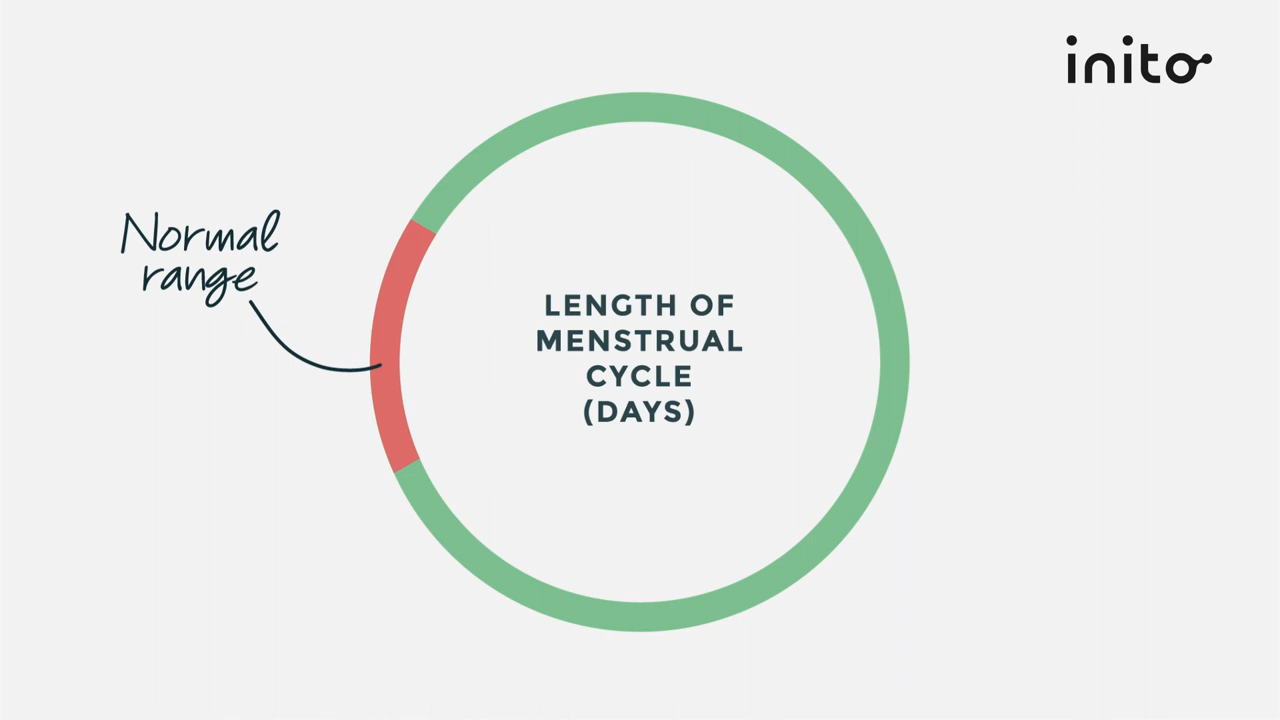 inito
Normal
range
LENGTH OF
MENSTRUAL
CYCLE
(DAYS)